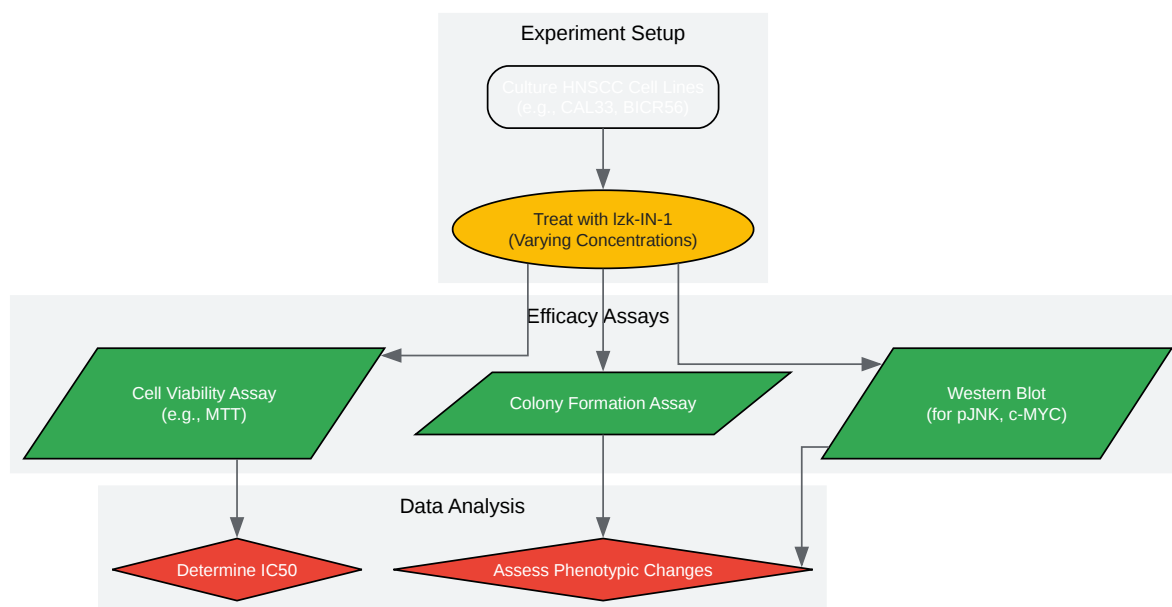 Experiment Setup
Culture HNSCC Cell Lines
(e.g., CAL33, BICR56)
Treat with lzk-IN-1
(Varying Concentrations)
Efficacy Assays
Cell Viability Assay
(e.g., MTT)
Colony Formation Assay
Western Blot
(for pJNK, c-MYC)
Data Analysis
Determine IC50
Assess Phenotypic Changes